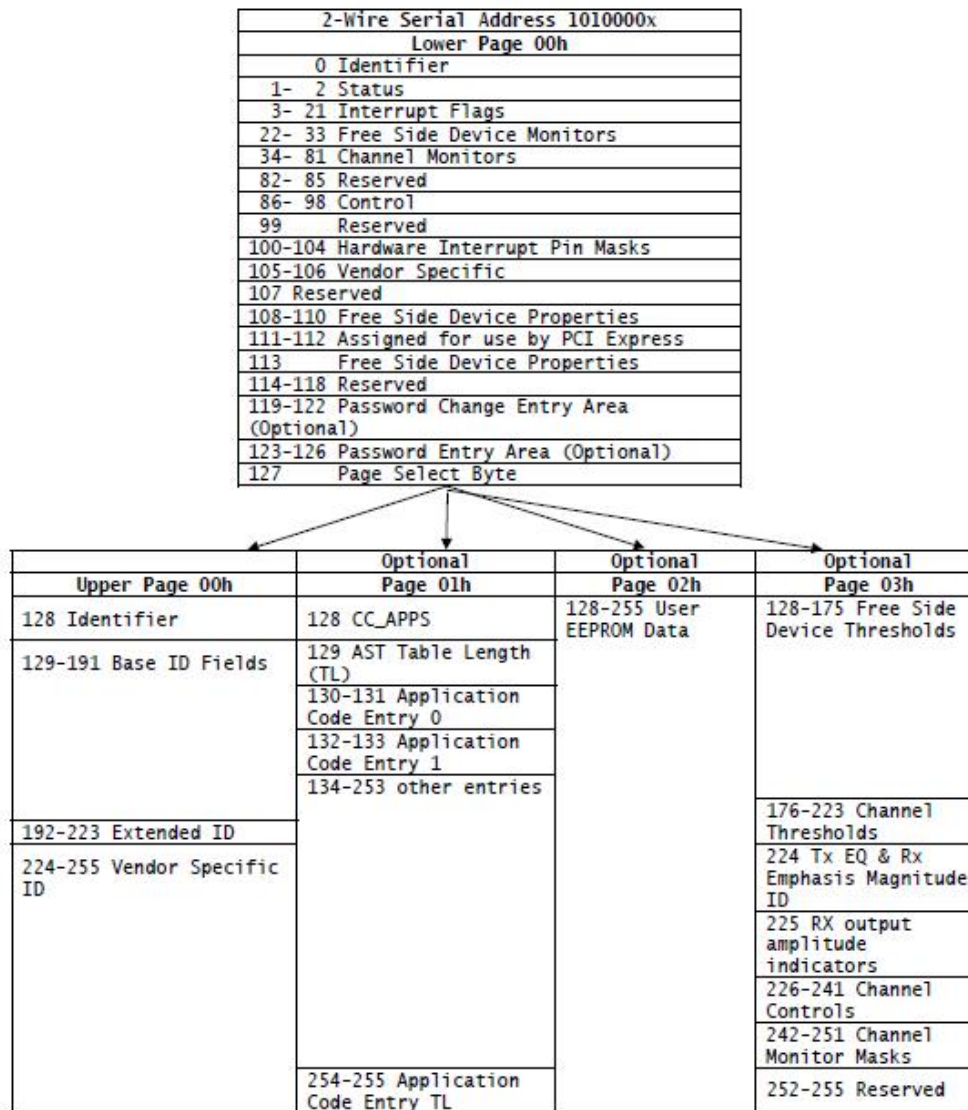 2-Wire Serial Address 1010000x
Lower Page 00h
0 Identifier
1- 2 Status
3- 21 Interrupt Flags
22- 33 Free Side Device Monitors
34- 81 Channel Monitors
82- 85 Reserved
86- 98 Control
99 Reserved
100-104 Hardware Interrupt Pin Masks
105-106 Vendor Specific
107 Reserved
108-110 Free Side Device Properties
111-112 Assigned for use by PCI Express
113 Free Side Device Properties
114-118 Reserved
119-122 Password Change Entry Area
(Optional)
123-126 Password Entry Area (Optional)
127 Page Select Byte
Upper Page 00h
128 Identifier
129-191 Base ID Fields
192-223 Extended ID
224-255 Vendor Specific
ID
Optional
Page 01h
128 CC_APPS
129 AST Table Length
(TL)
130-131 Application
Code Entry 0
132-133 Application
Code Entry 1
134-253 other entries
254-255 Application
Code Entry TL
Optional
Page 02h
128-255 User
EEPROM Data
Optional
Page 03h
128-175 Free Side
Device Thresholds
176-223 Channel
Thresholds
224 Tx EQ & Rx
Emphasis Magnitude
ID
225 RX output
amplitude
indicators
226-241 Channel
Controls
242-251 Channel
Monitor Masks
252-255 Reserved